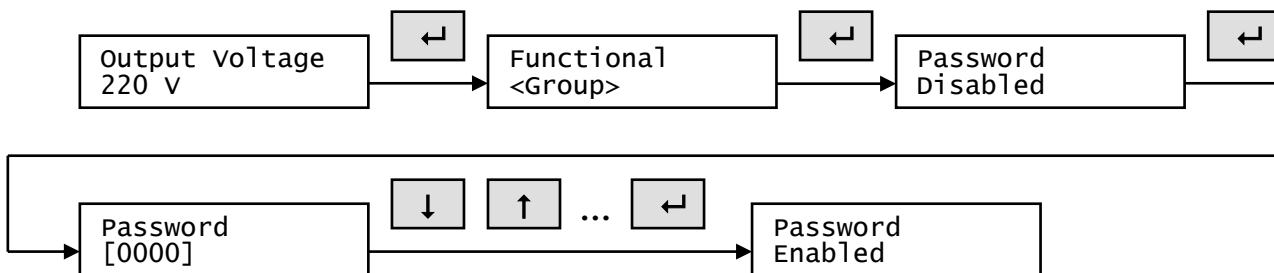 ↵ ↵ ↵
Output Voltage
220 V
Functional
<Group>
Password
Disabled
↓ ↑ ... ↵
Password
[0000]
Password
Enabled